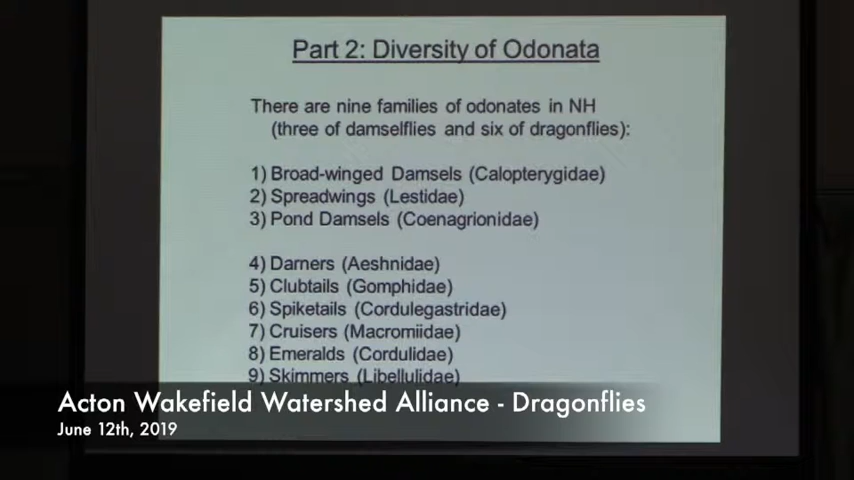 Part 2: Diversity of Odonata
There are nine families of odonates in NH
(three of damselflies and six of dragonflies):
1) Broad-winged Damsels (Calopterygidae)
2) Spreadwings (Lestidae)
3) Pond Damsels (Coenagrionidae)
4) Darners (Aeshnidae)
5) Clubtails (Gomphidae)
6) Spiketails (Cordulegastridae)
7) Cruisers (Macromiidae)
8) Emeralds (Cordulidae)
9) Skimmers (Libellulidae)
Acton Wakefield Watershed Alliance - Dragonflies
June 12th, 2019